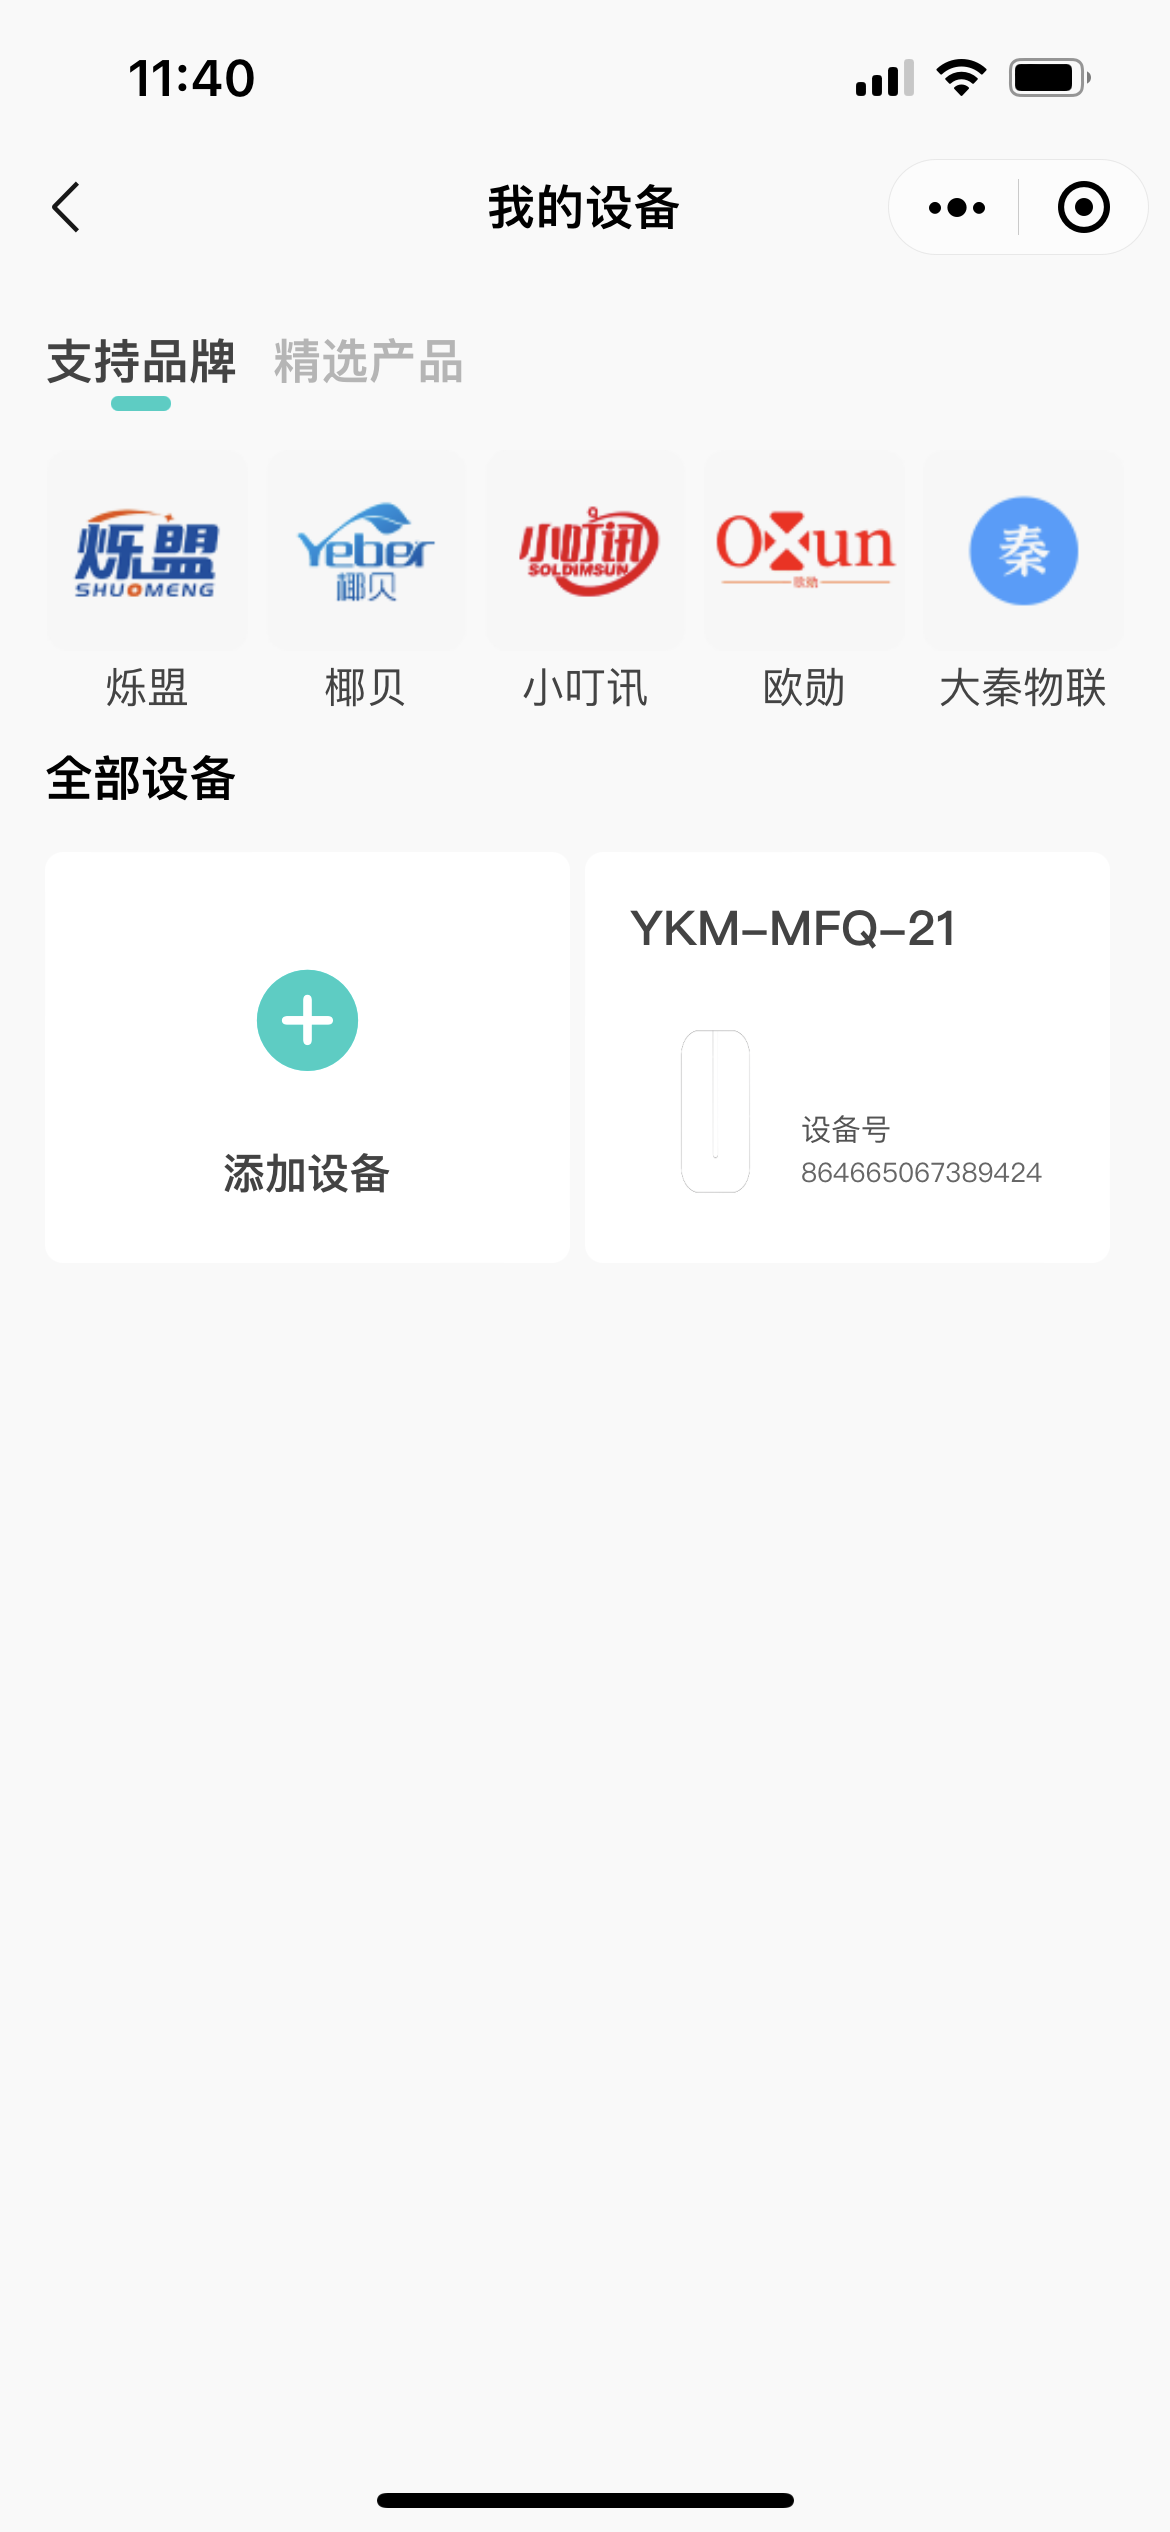 11:40
我的设备
支持品牌 精选产品
烁盟
SHUOMENG
Yeber
椰贝
小叮讯
SOLDIMSUN
OXun
欧勋
秦
烁盟 椰贝 小叮讯 欧勋 大秦物联
全部设备
添加设备
YKM-MFQ-21
设备号
864665067389424